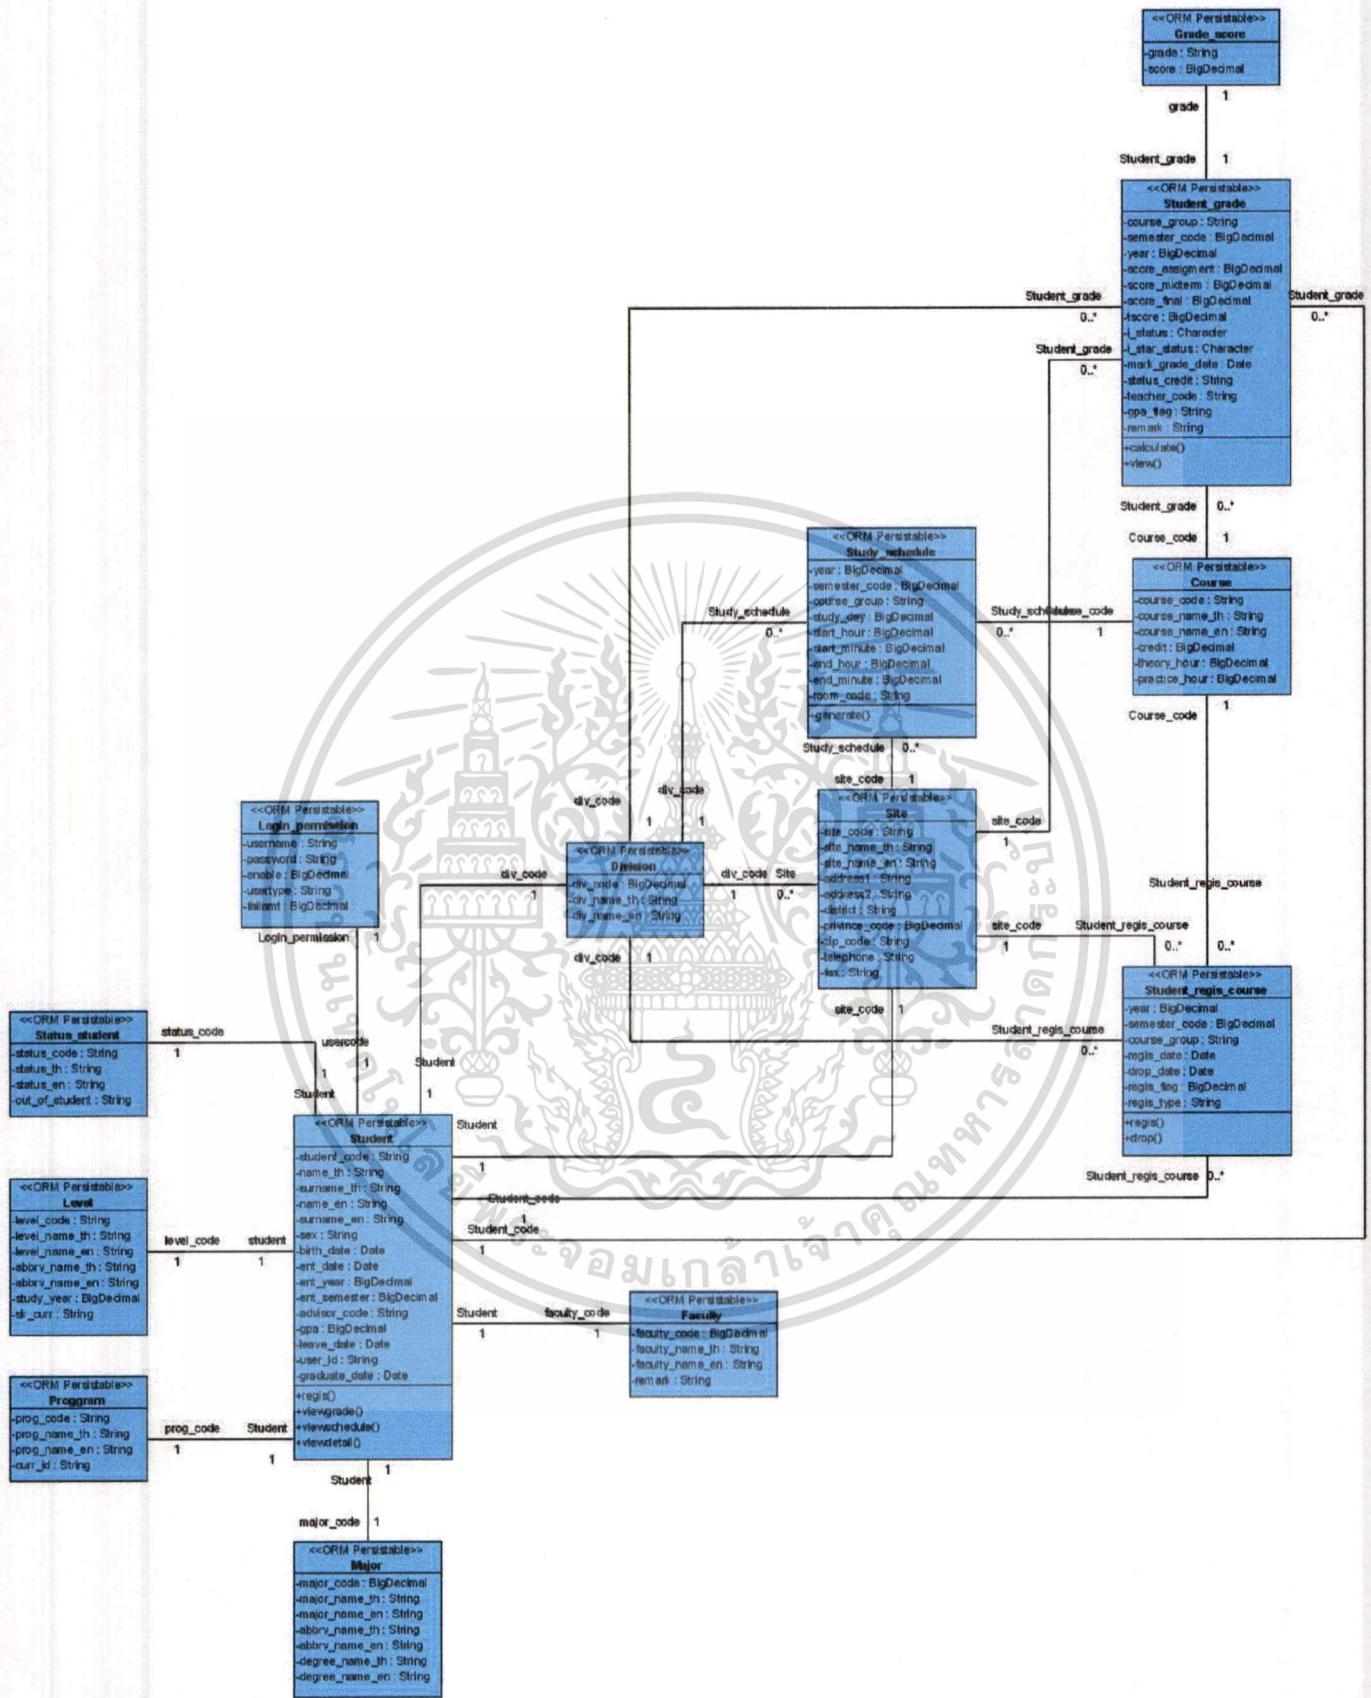 <<ORM Persistable>>
Grade_score
-grade : String
-score : BigDecimal
1
grade
Student_grade 1
<<ORM Persistable>>
Student_grade
-course_group : String
-semester_code : BigDecimal
-year : BigDecimal
-score_assigment : BigDecimal
-score_midterm : BigDecimal
-score_final : BigDecimal
-tscore : BigDecimal
-i_status : Character
-i_star_status : Character
-mark_grade_date : Date
-status_credit : String
-teacher_code : String
-gpa_flag : String
-remark : String
+calculate()
+view()
Student_grade
0..*
Student_grade
0..*
Student_grade
0..*
Student_grade 0..*
Course_code 1
<<ORM Persistable>>
Study_schedule
-year : BigDecimal
-semester_code : BigDecimal
-course_group : String
-study_day : BigDecimal
-start_hour : BigDecimal
-start_minute : BigDecimal
-end_hour : BigDecimal
-end_minute : BigDecimal
-room_code : String
+generate()
Study_schedule
0..*
Study_schedule
0..*
Course_code
1
<<ORM Persistable>>
Course
-course_code : String
-course_name_th : String
-course_name_en : String
-credit : BigDecimal
-theory_hour : BigDecimal
-practice_hour : BigDecimal
1
Course_code
Study_schedule 0..*
site_code 1
<<ORM Persistable>>
Login_permission
-username : String
-password : String
-enable : BigDecimal
-usertype : String
Login_permission 1
div_code
1
div_code
1
<<ORM Persistable>>
Division
-div_code : BigDecimal
-div_name_th : String
-div_name_en : String
div_code
1
div_code Site
1 0..*
div_code 1
<<ORM Persistable>>
Site
-site_code : String
-site_name_th : String
-site_name_en : String
-address1 : String
-address2 : String
-district : String
-privince_code : BigDecimal
-zip_code : String
-telephone : String
-fax : String
site_code
1
site_code
1
site_code 1
Student_regis_course
Student_regis_course
0..* 0..*
Student_regis_course
0..*
<<ORM Persistable>>
Student_regis_course
-year : BigDecimal
-semester_code : BigDecimal
-course_group : String
-regis_date : Date
-drop_date : Date
-regis_flag : BigDecimal
-regis_type : String
+regis()
+drop()
Student_regis_course 0..*
<<ORM Persistable>>
Status_student
-status_code : String
-status_th : String
-status_en : String
-out_of_student : String
status_code
1
usercode
1
Student
1
Student
1
<<ORM Persistable>>
Student
-student_code : String
-name_th : String
-surname_th : String
-name_en : String
-surname_en : String
-sex : String
-birth_date : Date
-ent_date : Date
-ent_year : BigDecimal
-ent_semester : BigDecimal
-advisor_code : String
-gpa : BigDecimal
-leave_date : Date
-user_id : String
-graduate_date : Date
+regis()
+viewgrade()
+viewschedule()
+viewdetail()
Student
1
Student_code
1
Student_code
1
<<ORM Persistable>>
Level
-level_code : String
-level_name_th : String
-level_name_en : String
-abbrv_name_th : String
-abbrv_name_en : String
-study_year : BigDecimal
-sk_curr : String
level_code student
1 1
Student faculty_code
1 1
<<ORM Persistable>>
Faculty
-faculty_code : BigDecimal
-faculty_name_th : String
-faculty_name_en : String
-remark : String
<<ORM Persistable>>
Proggram
-prog_code : String
-prog_name_th : String
-prog_name_en : String
-curr_id : String
prog_code Student
1 1
1
Student
major_code 1
<<ORM Persistable>>
Major
-major_code : BigDecimal
-major_name_th : String
-major_name_en : String
-abbrv_name_th : String
-abbrv_name_en : String
-degree_name_th : String
-degree_name_en : String